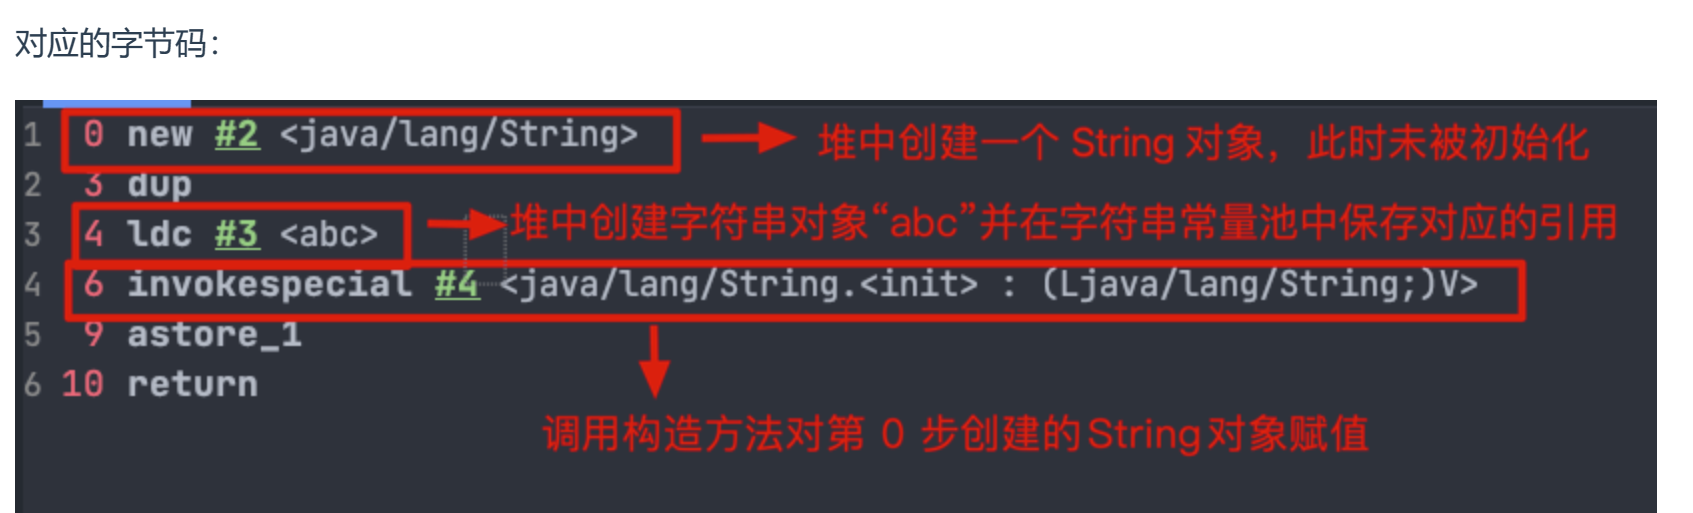 对应的字节码：
1 0 new #2 <java/lang/String> 堆中创建一个 String 对象，此时未被初始化
2 3 dup
3 4 ldc #3 <abc> 堆中创建字符串对象“abc”并在字符串常量池中保存对应的引用
4 6 invokespecial #4 <java/lang/String.<init> : (Ljava/lang/String;)V>
5 9 astore_1
6 10 return
调用构造方法对第 0 步创建的String对象赋值